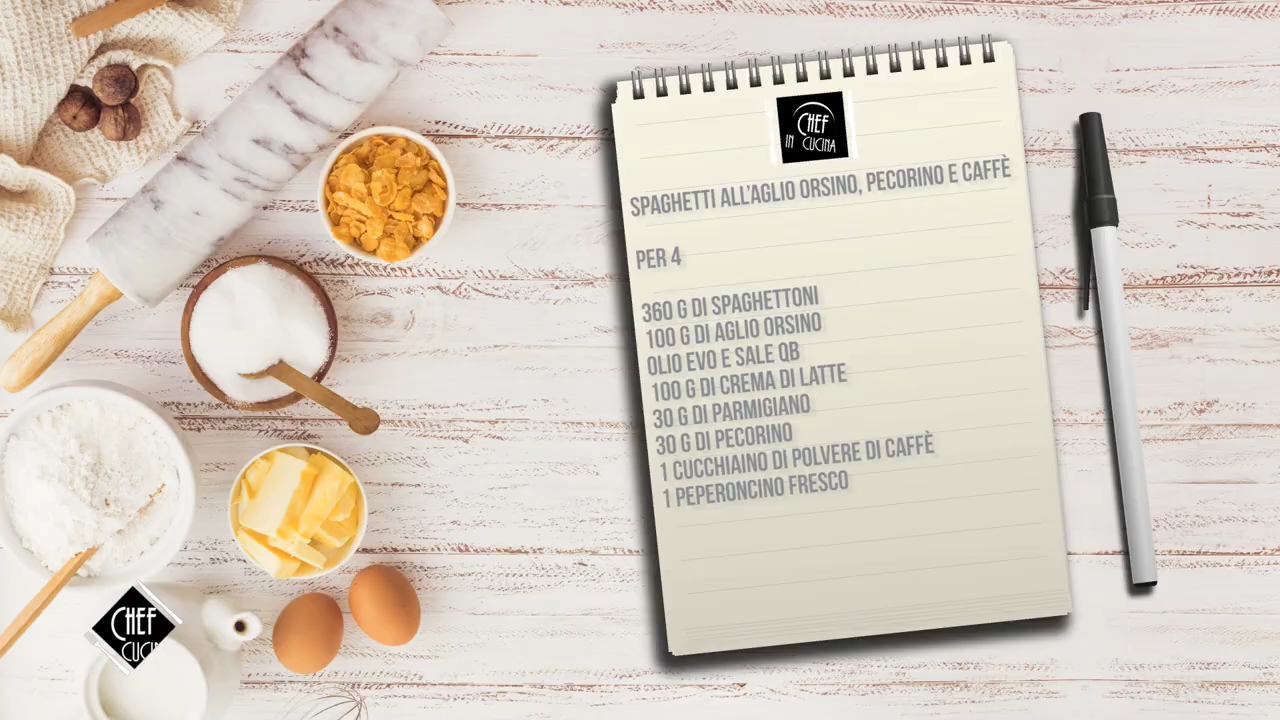 CHEF
IN CUCINA
SPAGHETTI ALL'AGLIO ORSINO, PECORINO E CAFFÈ
PER 4
360 G DI SPAGHETTONI
100 G DI AGLIO ORSINO
OLIO EVO E SALE QB
100 G DI CREMA DI LATTE
30 G DI PARMIGIANO
30 G DI PECORINO
1 CUCCHIAINO DI POLVERE DI CAFFÈ
1 PEPERONCINO FRESCO
CHEF